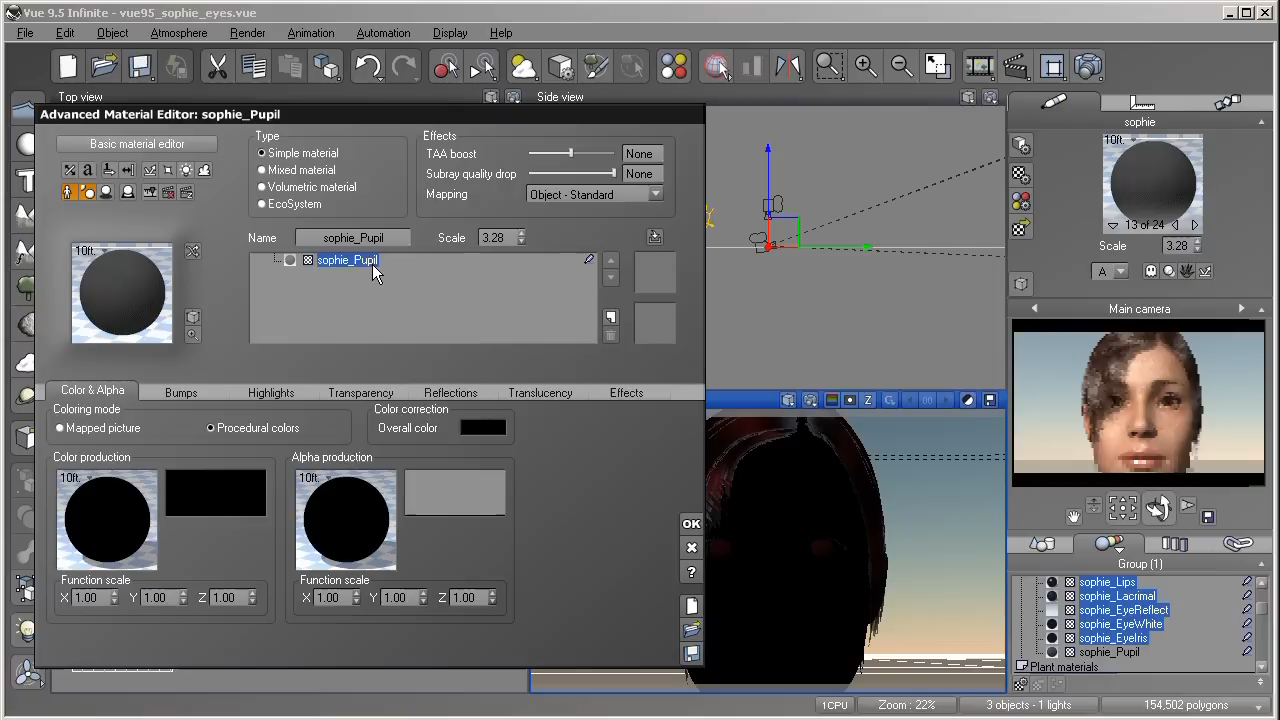 Vue 9.5 Infinite - vue95_sophie_eyes.vue
File Edit Object Atmosphere Render Animation Automation Display Help
Top view
Side view
Advanced Material Editor: sophie_Pupil
Basic material editor
Type
Simple material
Mixed material
Volumetric material
EcoSystem
Effects
TAA boost None
Subray quality drop None
Mapping Object - Standard
10ft.
Name sophie_Pupil Scale 3.28
sophie_Pupil
Color & Alpha Bumps Highlights Transparency Reflections Translucency Effects
Coloring mode
Mapped picture Procedural colors
Color correction
Overall color
Color production
10ft.
Function scale
X 1.00 Y 1.00 Z 1.00
Alpha production
10ft.
Function scale
X 1.00 Y 1.00 Z 1.00
OK
?
Z
sophie
10ft.
13 of 24
Scale 3.28
A
Main camera
Group (1)
sophie_Lips
sophie_Lacrimal
sophie_EyeReflect
sophie_EyeWhite
sophie_EyeIris
sophie_Pupil
Plant materials
1CPU Zoom : 22% 3 objects - 1 lights 154,502 polygons